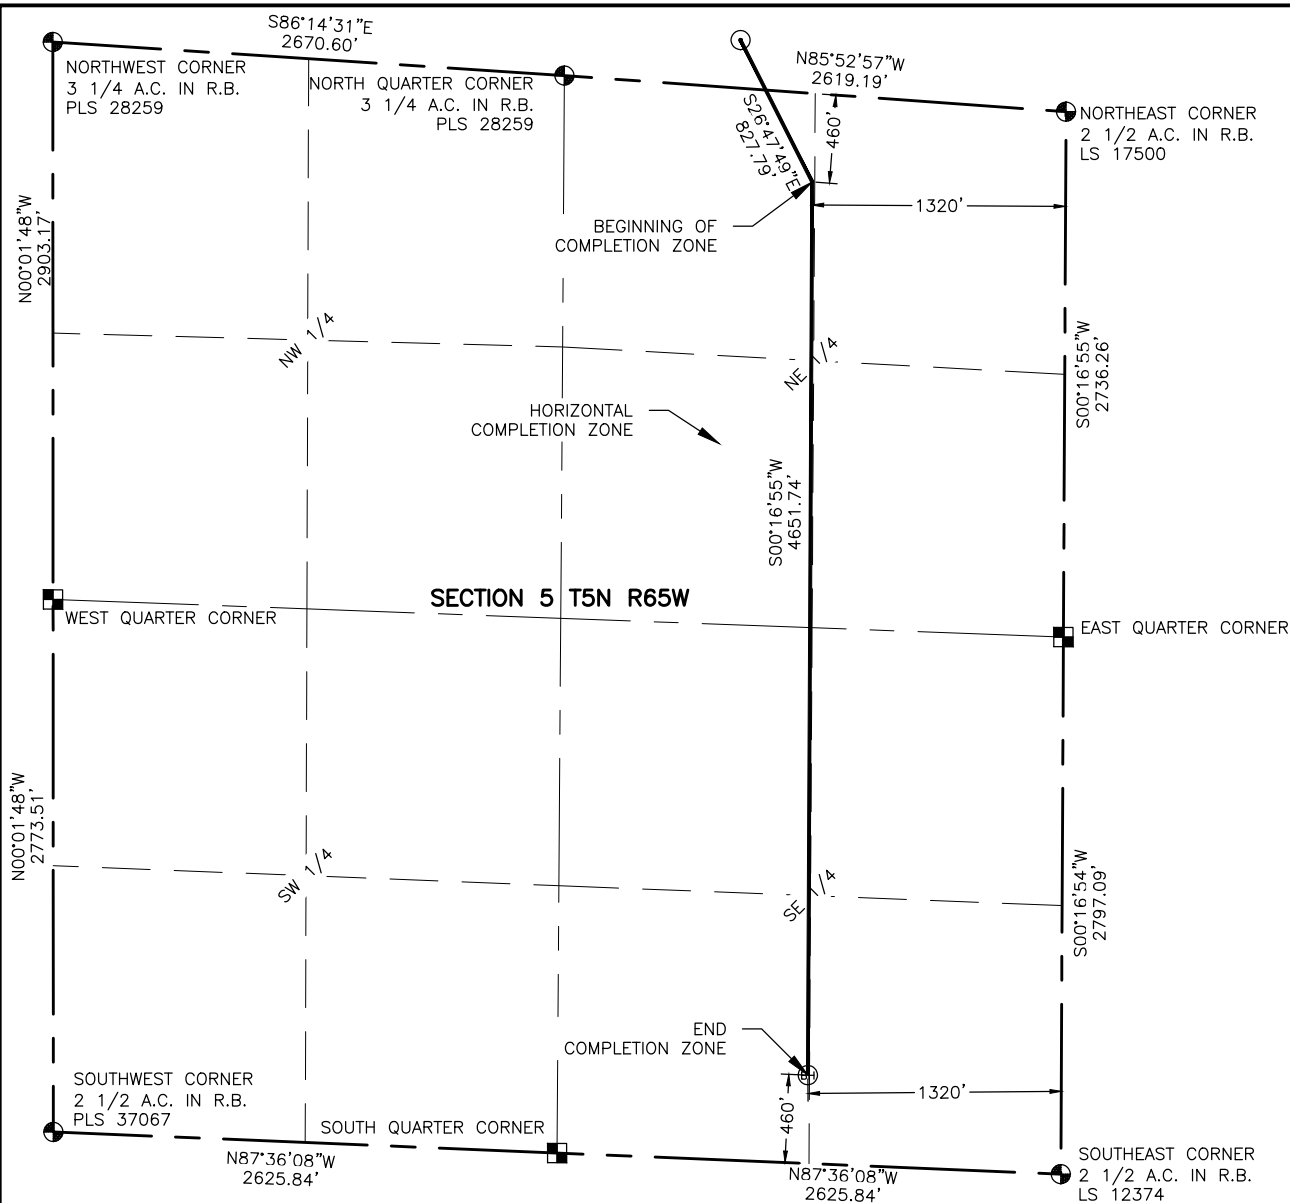 S86°14'31"E
2670.60'
N85°52'57"W
2619.19'
NORTHWEST CORNER
3 1/4 A.C. IN R.B.
PLS 28259
NORTH QUARTER CORNER
3 1/4 A.C. IN R.B.
PLS 28259
NORTHEAST CORNER
2 1/2 A.C. IN R.B.
LS 17500
S26°47'49"E
827.79'
460'
1320'
BEGINNING OF
COMPLETION ZONE
N00°01'48"W
2903.17'
NW 1/4
NE 1/4
S00°16'55"W
2736.26'
HORIZONTAL
COMPLETION ZONE
S00°16'55"W
4651.74'
SECTION 5 T5N R65W
WEST QUARTER CORNER
EAST QUARTER CORNER
N00°01'48"W
2773.51'
SW 1/4
SE 1/4
S00°16'54"W
2797.09'
END
COMPLETION ZONE
BH
460'
1320'
SOUTHWEST CORNER
2 1/2 A.C. IN R.B.
PLS 37067
SOUTH QUARTER CORNER
N87°36'08"W
2625.84'
N87°36'08"W
2625.84'
SOUTHEAST CORNER
2 1/2 A.C. IN R.B.
LS 12374